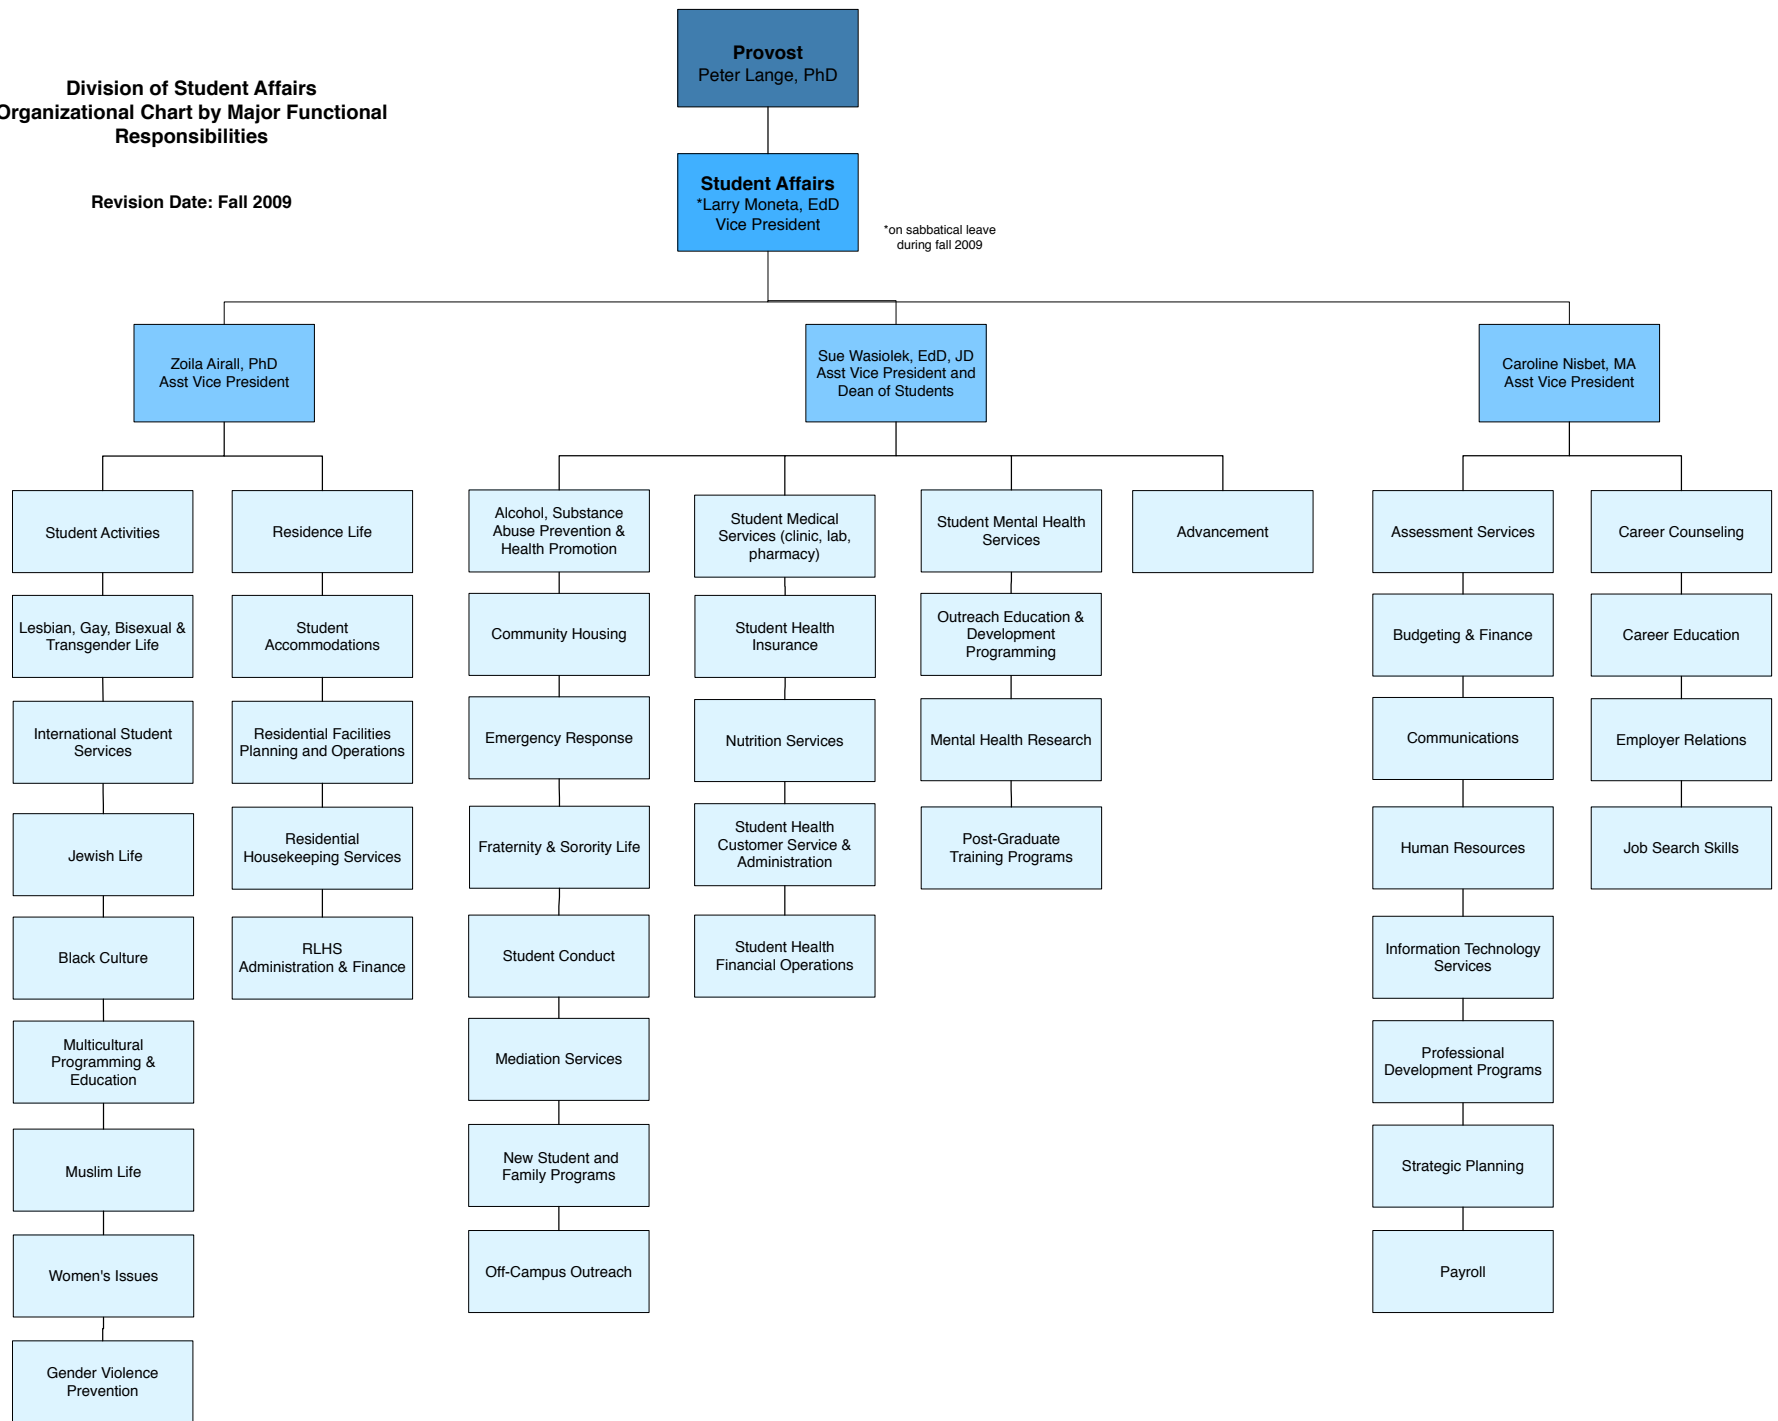 Division of Student Affairs
Organizational Chart by Major Functional
Responsibilities
Revision Date: Fall 2009
Provost
Peter Lange, PhD
Student Affairs
*Larry Moneta, EdD
Vice President
*on sabbatical leave
during fall 2009
Zoila Airall, PhD
Asst Vice President
Sue Wasiolek, EdD, JD
Asst Vice President and
Dean of Students
Caroline Nisbet, MA
Asst Vice President
Student Activities
Lesbian, Gay, Bisexual &
Transgender Life
International Student
Services
Jewish Life
Black Culture
Multicultural
Programming &
Education
Muslim Life
Women's Issues
Gender Violence
Prevention
Residence Life
Student
Accommodations
Residential Facilities
Planning and Operations
Residential
Housekeeping Services
RLHS
Administration & Finance
Alcohol, Substance
Abuse Prevention &
Health Promotion
Community Housing
Emergency Response
Fraternity & Sorority Life
Student Conduct
Mediation Services
New Student and
Family Programs
Off-Campus Outreach
Student Medical
Services (clinic, lab,
pharmacy)
Student Health
Insurance
Nutrition Services
Student Health
Customer Service &
Administration
Student Health
Financial Operations
Student Mental Health
Services
Outreach Education &
Development
Programming
Mental Health Research
Post-Graduate
Training Programs
Advancement
Assessment Services
Budgeting & Finance
Communications
Human Resources
Information Technology
Services
Professional
Development Programs
Strategic Planning
Payroll
Career Counseling
Career Education
Employer Relations
Job Search Skills